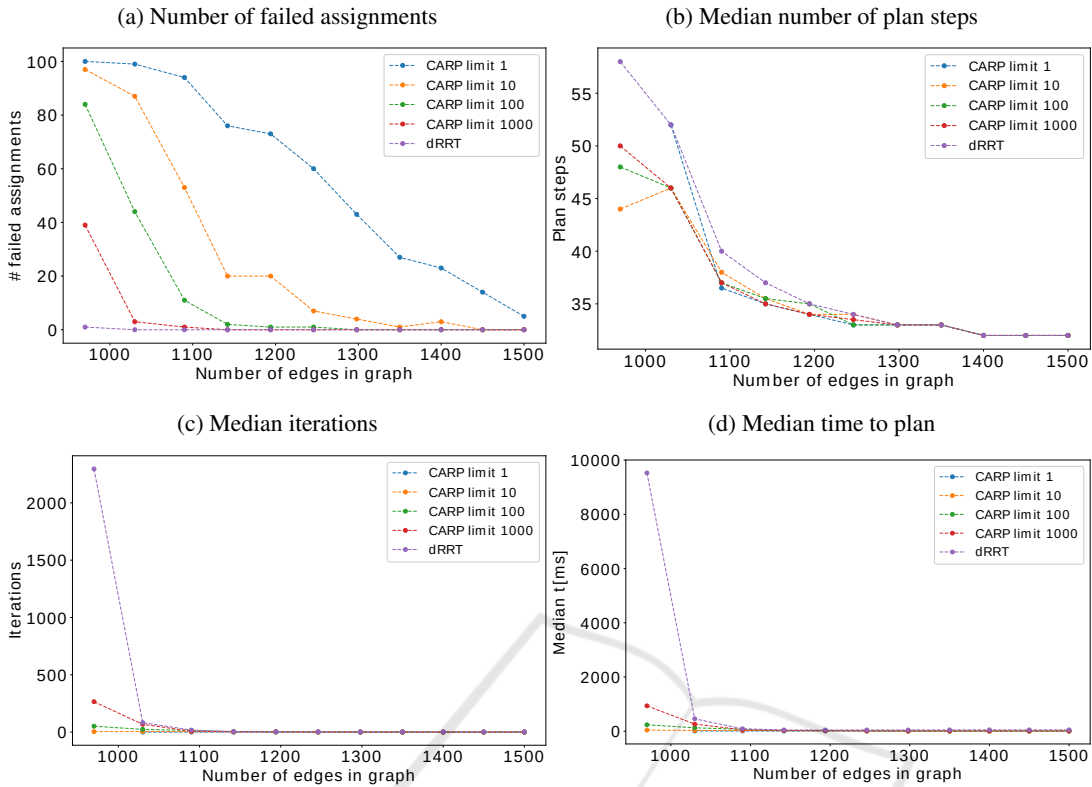 (a) Number of failed assignments
100
80
60
40
20
0
# failed assignments
1000 1100 1200 1300 1400 1500
Number of edges in graph
CARP limit 1
CARP limit 10
CARP limit 100
CARP limit 1000
dRRT
(b) Median number of plan steps
55
50
45
40
35
Plan steps
1000 1100 1200 1300 1400 1500
Number of edges in graph
CARP limit 1
CARP limit 10
CARP limit 100
CARP limit 1000
dRRT
(c) Median iterations
2000
1500
1000
500
0
Iterations
1000 1100 1200 1300 1400 1500
Number of edges in graph
CARP limit 1
CARP limit 10
CARP limit 100
CARP limit 1000
dRRT
(d) Median time to plan
10000
8000
6000
4000
2000
0
Median t[ms]
1000 1100 1200 1300 1400 1500
Number of edges in graph
CARP limit 1
CARP limit 10
CARP limit 100
CARP limit 1000
dRRT